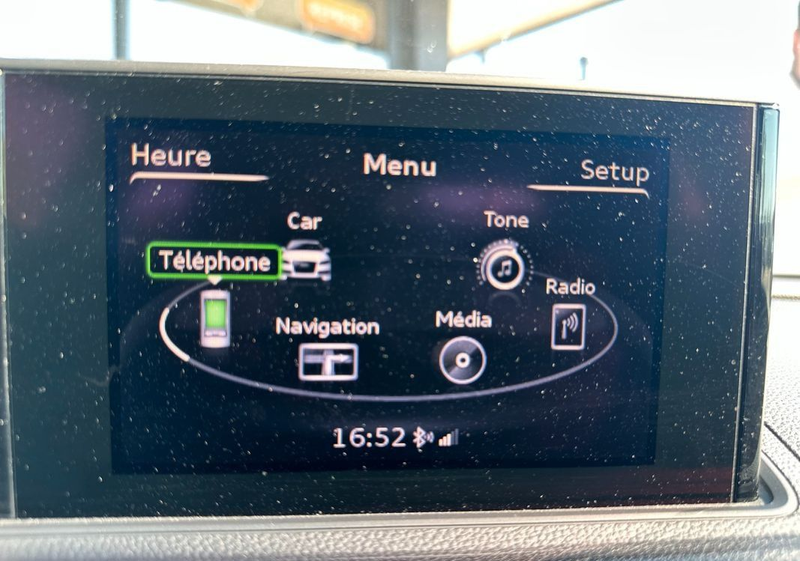 Heure Menu Setup
Car Tone
Téléphone
Radio
Navigation Média
16:52